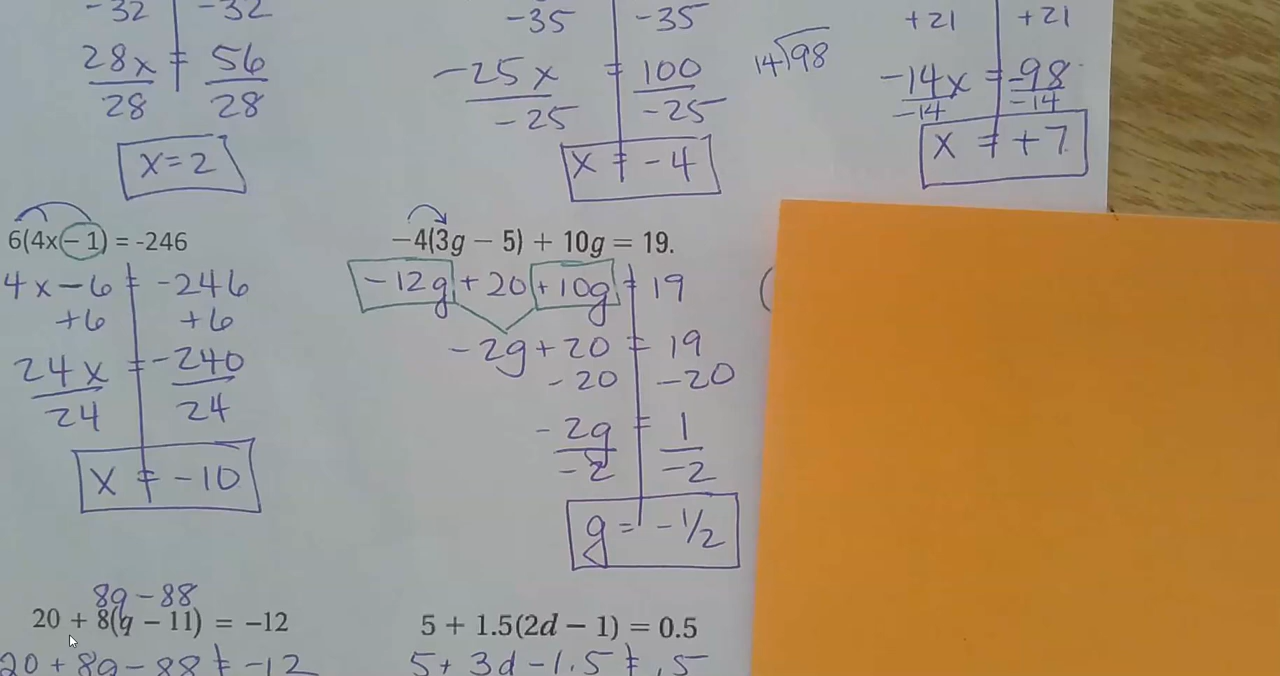 -32 -32
28x = 56
28 28
x=2
-35 -35
-25x = 100
-25 -25
x = -4
14)98
+21 +21
-14x = -98
-14 -14
x = +7
6(4x - 1) = -246
4x-6 = -246
+6 +6
24x = -240
24 24
x = -10
-4(3g - 5) + 10g = 19.
-12g +20 +10g = 19
-2g+20 = 19
-20 -20
-2g = 1
-2 -2
g = -1/2
(
8q-88
20 + 8(q - 11) = -12
20 + 8q - 88 = -12
5 + 1.5(2d - 1) = 0.5
5 + 3d - 1.5 = .5